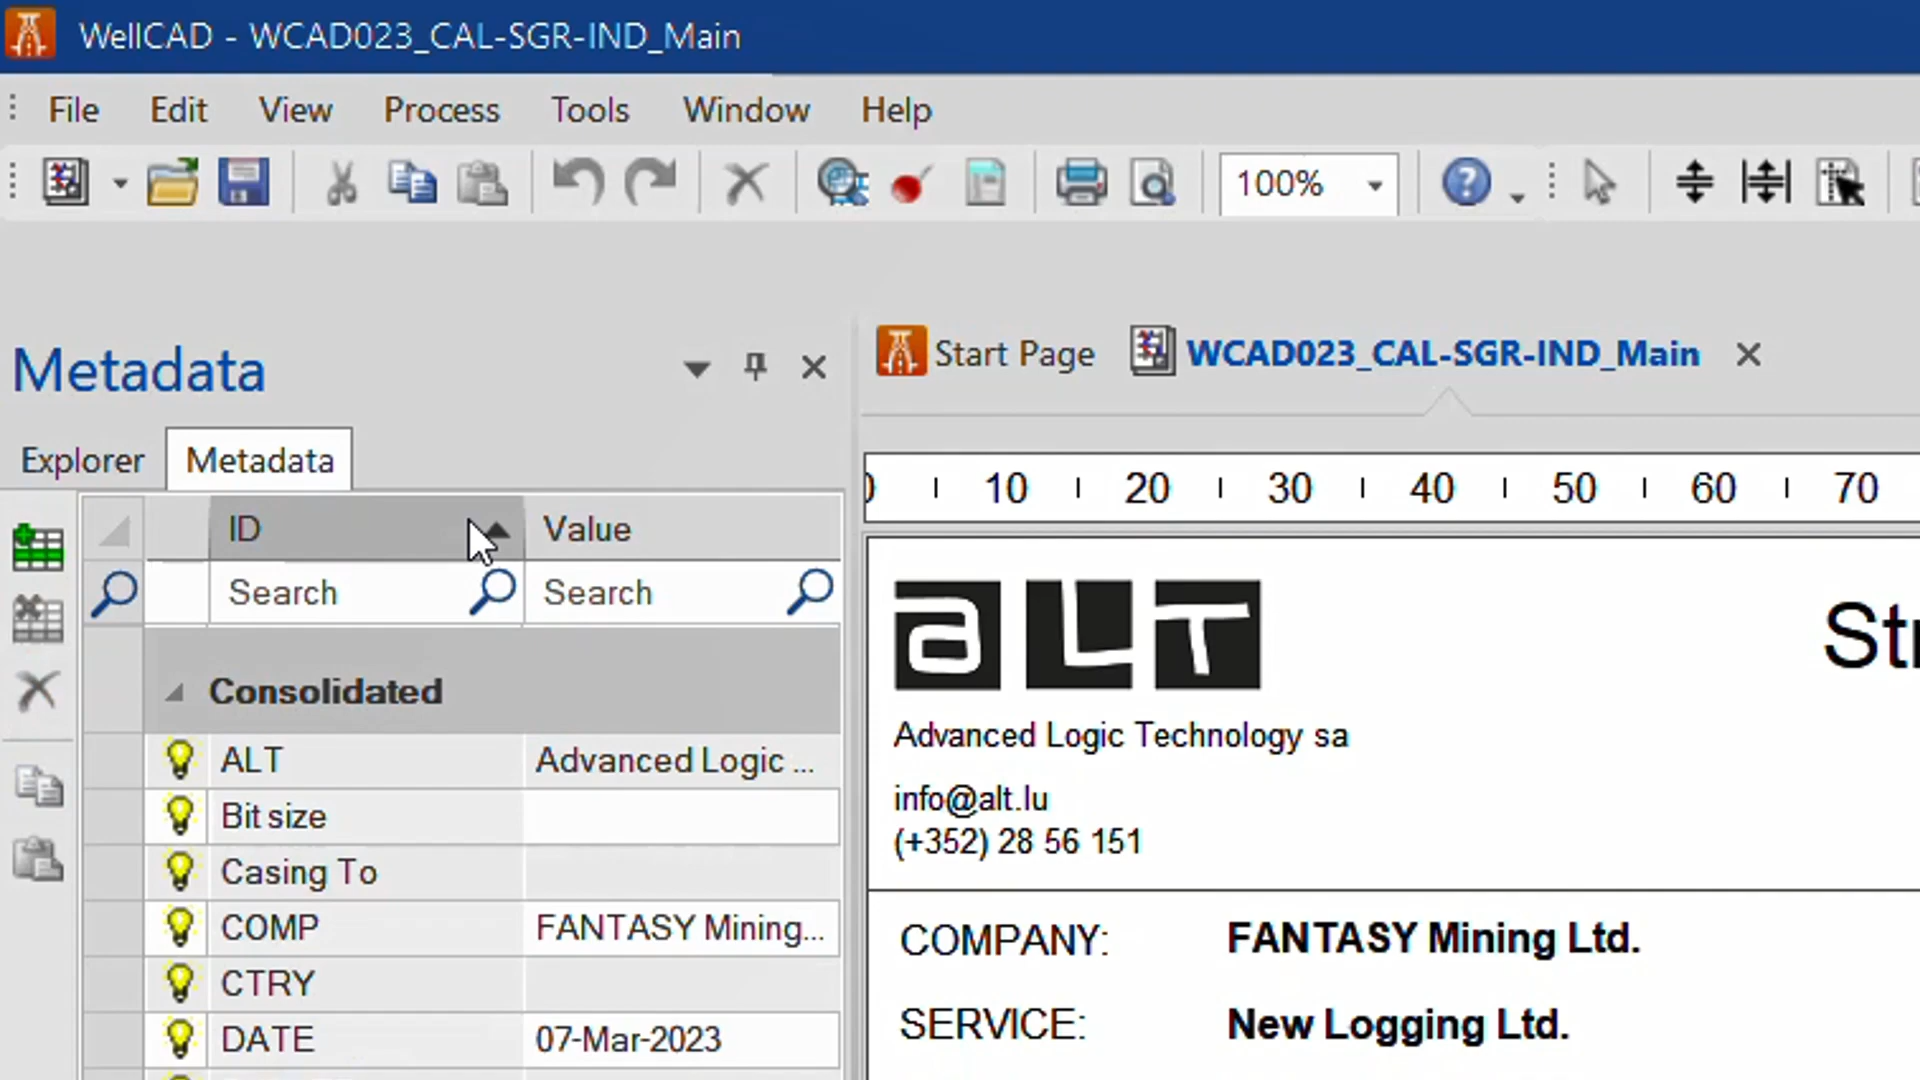 WellCAD - WCAD023_CAL-SGR-IND_Main
File Edit View Process Tools Window Help
100%
Metadata
Explorer Metadata
ID Value
Search Search
Consolidated
ALT Advanced Logic ...
Bit size
Casing To
COMP FANTASY Mining...
CTRY
DATE 07-Mar-2023
Start Page WCAD023_CAL-SGR-IND_Main
0 10 20 30 40 50 60 70
aLT
Str
Advanced Logic Technology sa
info@alt.lu
(+352) 28 56 151
COMPANY: FANTASY Mining Ltd.
SERVICE: New Logging Ltd.